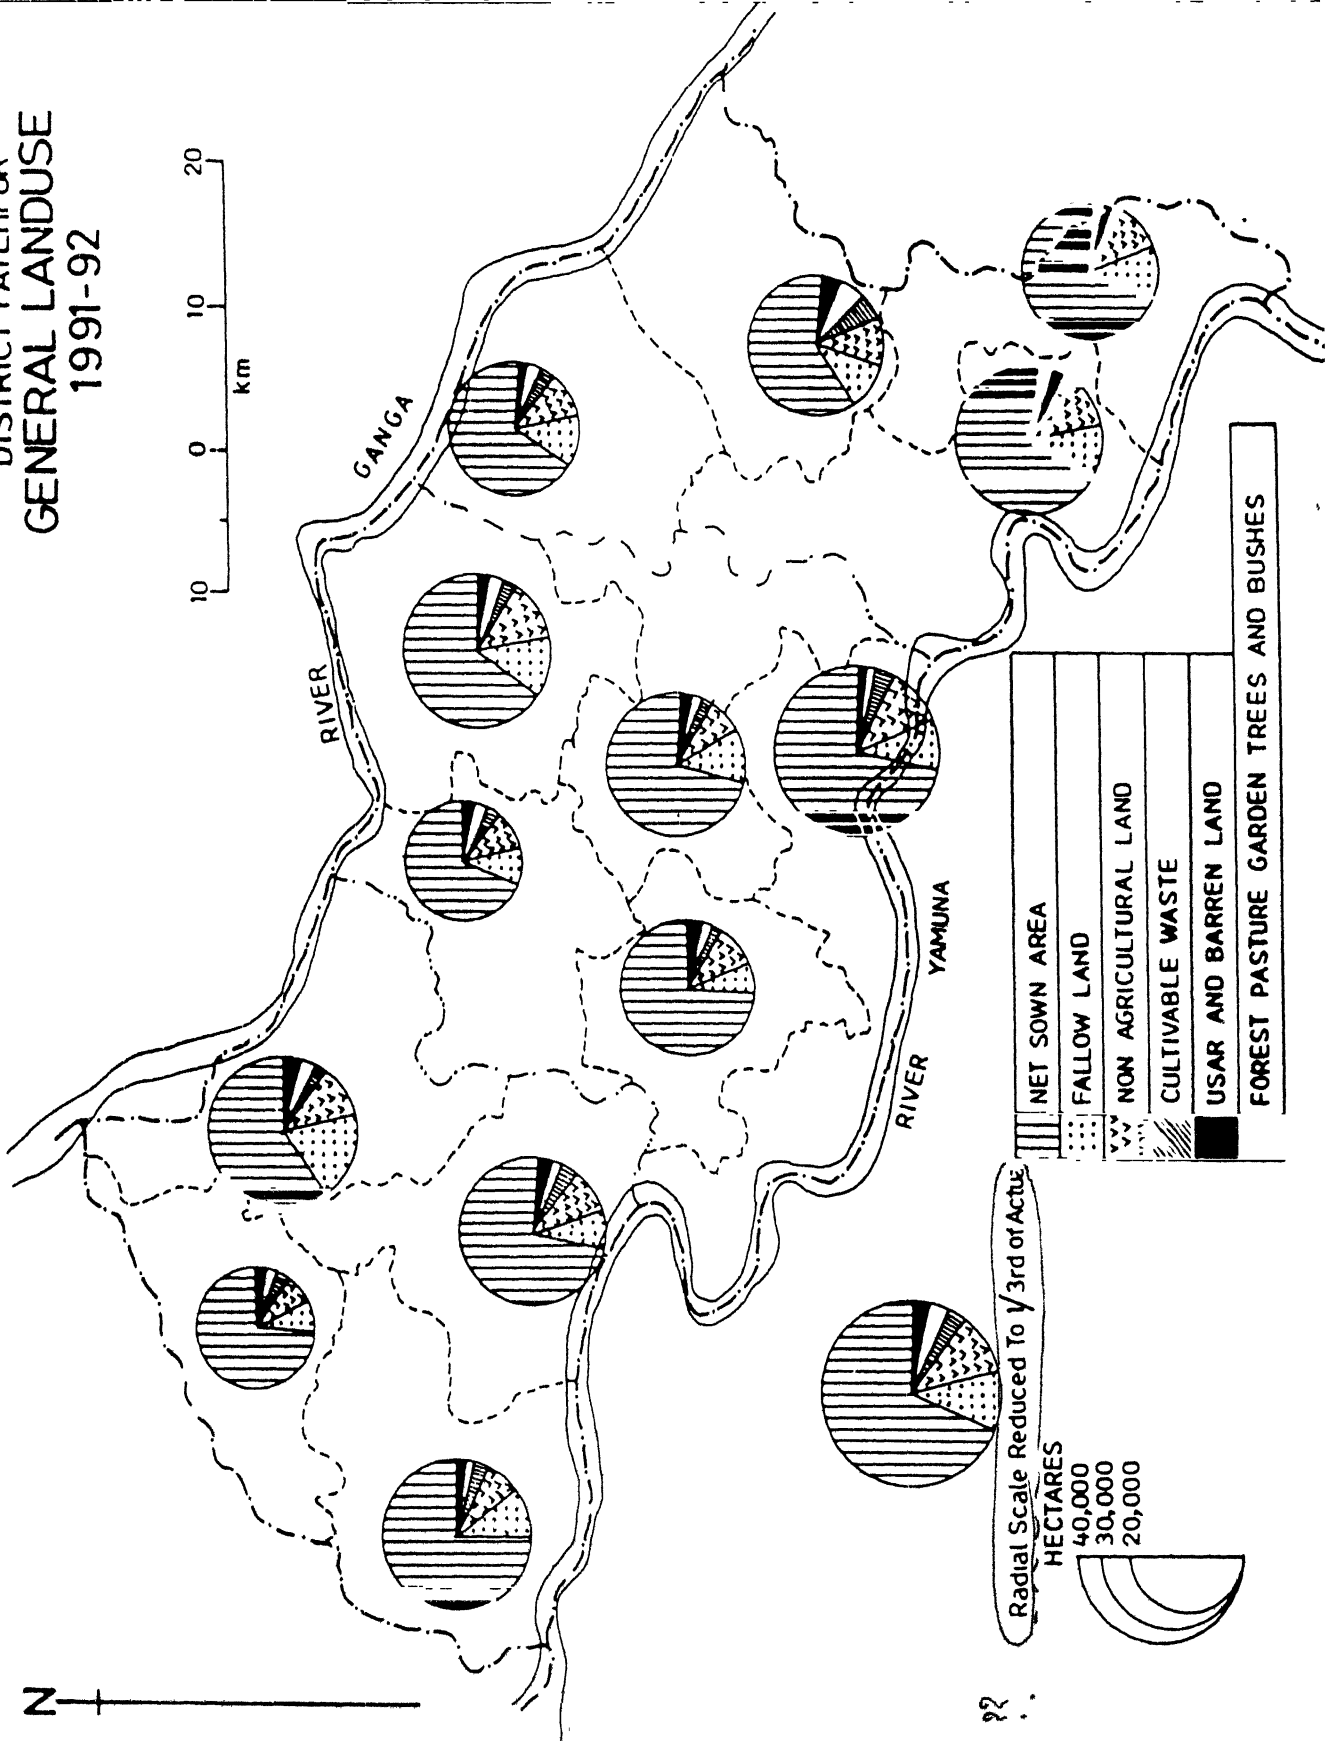 GENERAL LANDUSE
1991-92
10 0 10 20
km
N
RIVER GANGA
RIVER YAMUNA
NET SOWN AREA
FALLOW LAND
NON AGRICULTURAL LAND
CULTIVABLE WASTE
USAR AND BARREN LAND
FOREST PASTURE GARDEN TREES AND BUSHES
Radial Scale Reduced To 1/3rd of
HECTARES
40,000
30,000
20,000